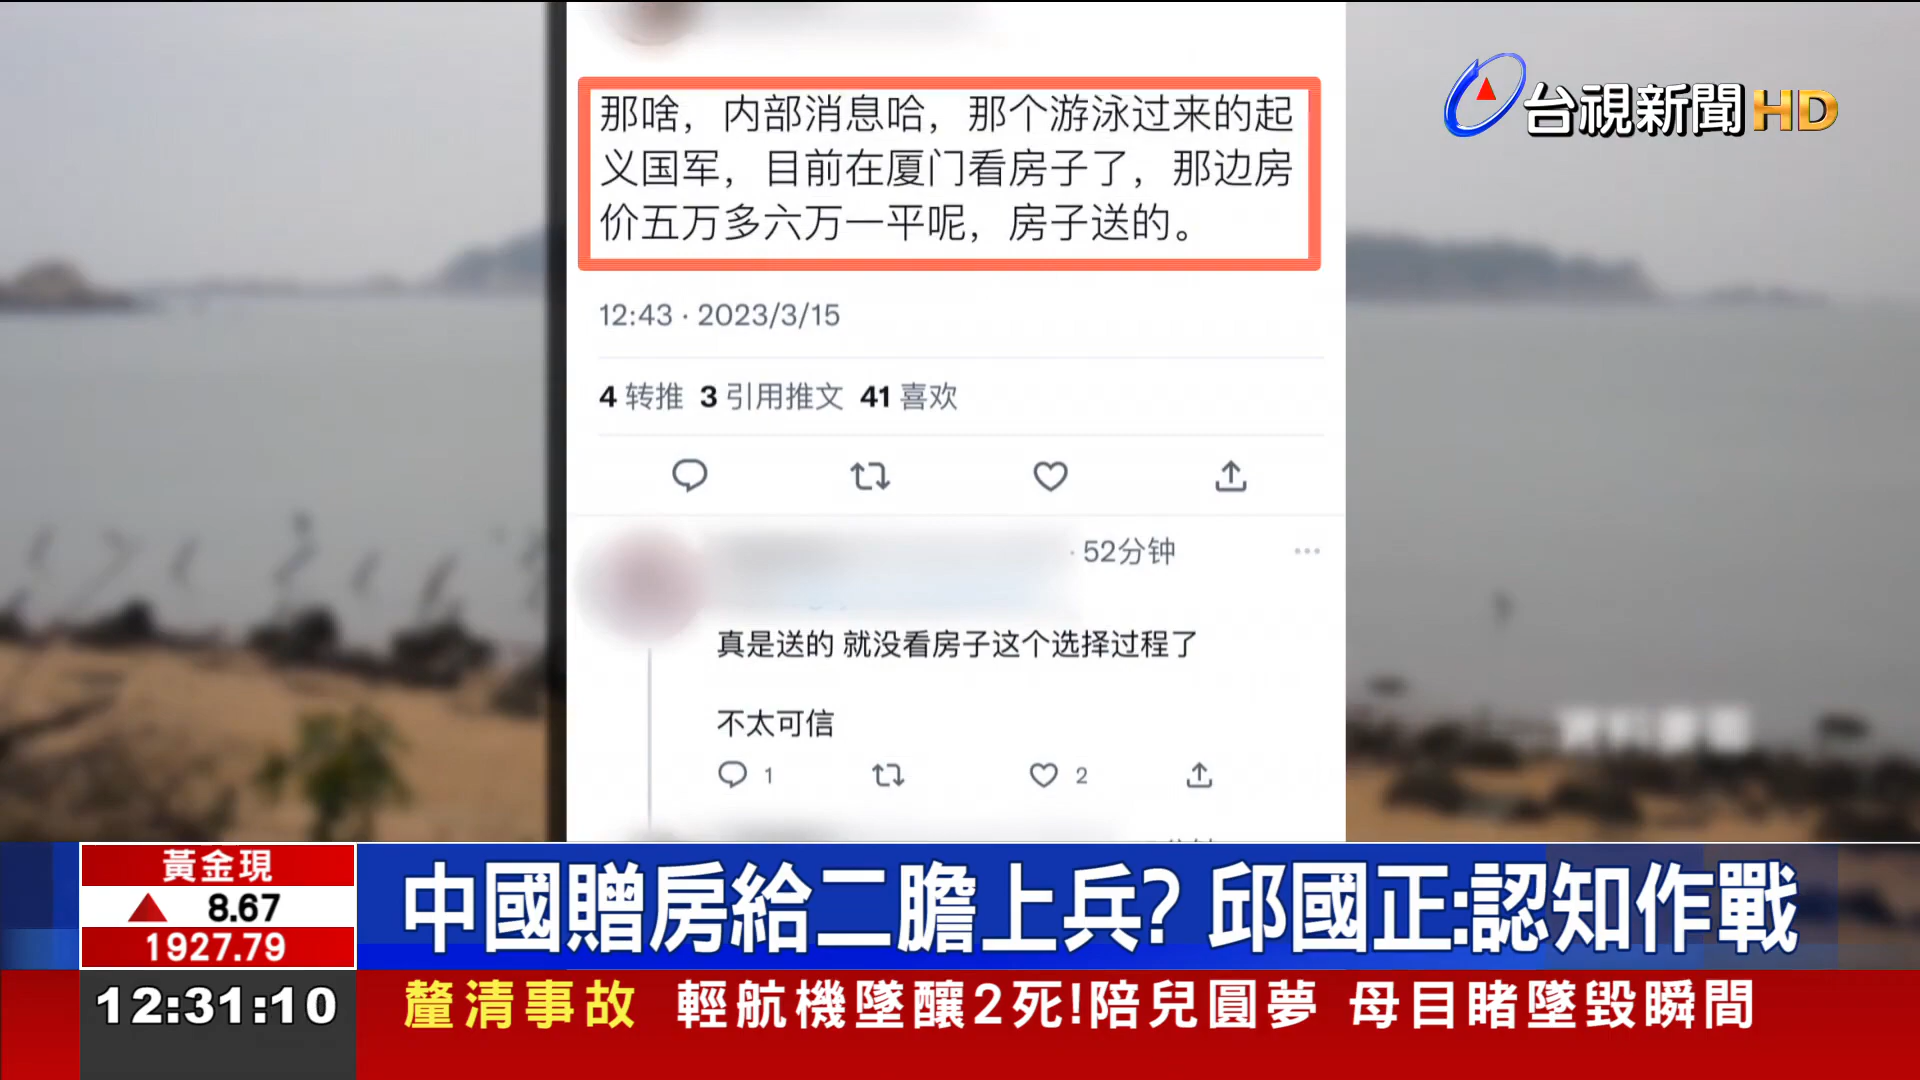 台視新聞HD
那啥，内部消息哈，那个游泳过来的起
义国军，目前在厦门看房子了，那边房
价五万多六万一平呢，房子送的。
12:43 · 2023/3/15
4 转推 3 引用推文 41 喜欢
· 52分钟
真是送的 就没看房子这个选择过程了
不太可信
1 2
黃金現
8.67
1927.79
中國贈房給二膽上兵? 邱國正:認知作戰
12:31:10
釐清事故 輕航機墜釀2死!陪兒圓夢 母目睹墜毀瞬間